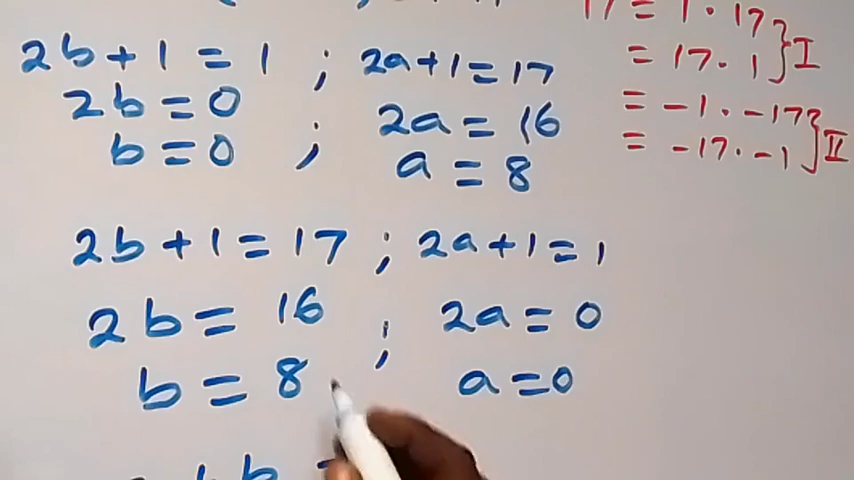 17 = 1 · 17
= 17 · 1 } I
= -1 · -17
= -17 · -1 } II
2b + 1 = 1 ; 2a + 1 = 17
2b = 0 2a = 16
b = 0 ; a = 8
2b + 1 = 17 ; 2a + 1 = 1
2b = 16 ; 2a = 0
b = 8 a = 0